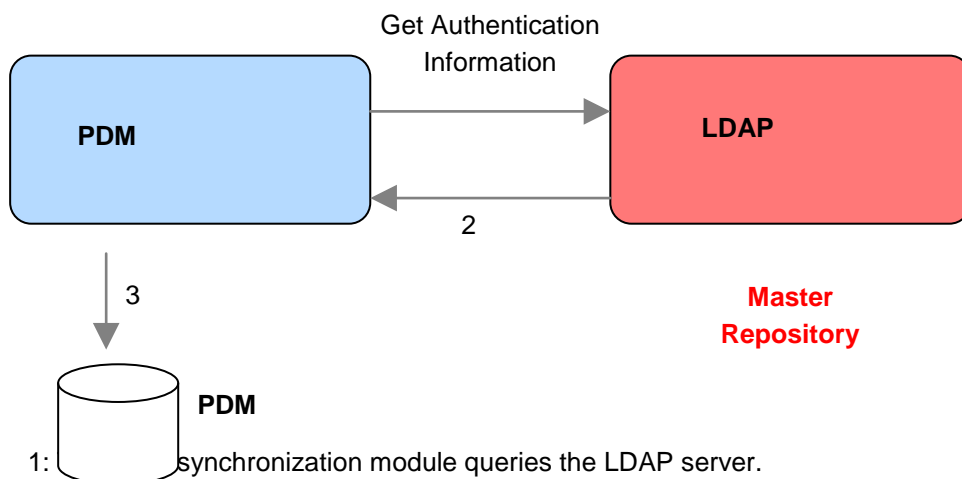 Get Authentication
Information
PDM
LDAP
2
3
Master
Repository
PDM
1: synchronization module queries the LDAP server.